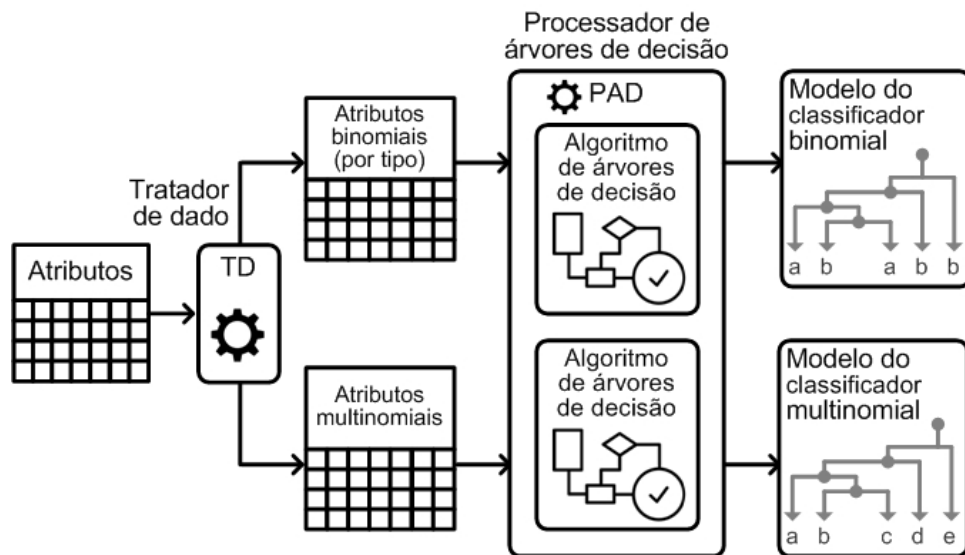 Processador de
árvores de decisão
PAD
Atributos
binomiais
(por tipo)
Algoritmo
de árvores
de decisão
Modelo do
classificador
binomial
a b a b b
Tratador
de dado
TD
Atributos
Atributos
multinomiais
Algoritmo
de árvores
de decisão
Modelo do
classificador
multinomial
a b c d e